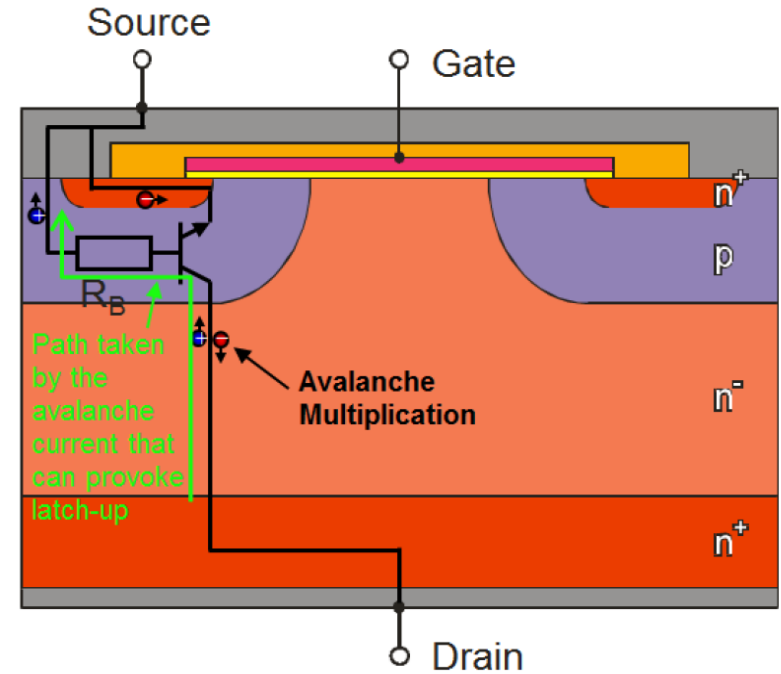 Source
Gate
n+
p
RB
Path taken
by the
avalanche
current that
can provoke
latch-up
Avalanche
Multiplication
n-
n+
Drain